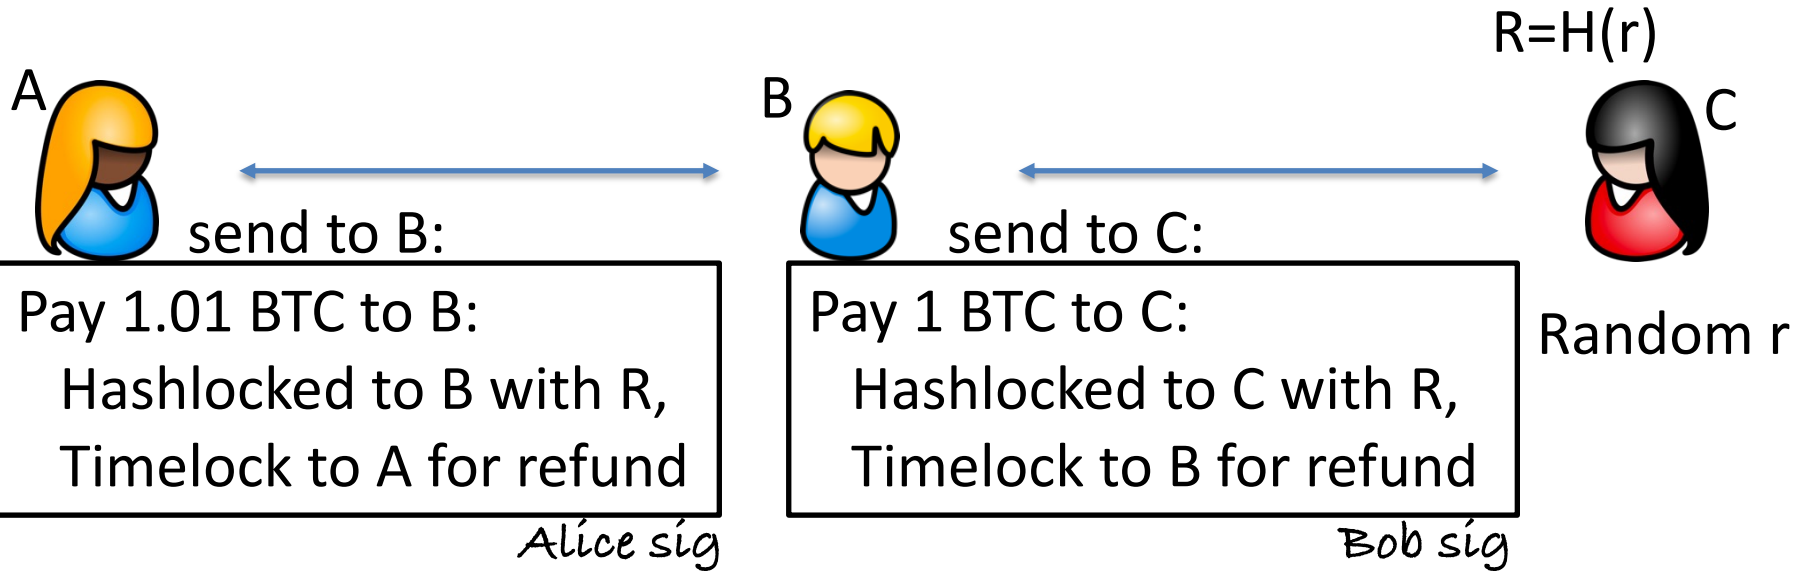 R=H(r)
A
B
C
send to B:
send to C:
Pay 1.01 BTC to B:
Hashlocked to B with R,
Timelock to A for refund
Alice sig
Pay 1 BTC to C:
Hashlocked to C with R,
Timelock to B for refund
Bob sig
Random r